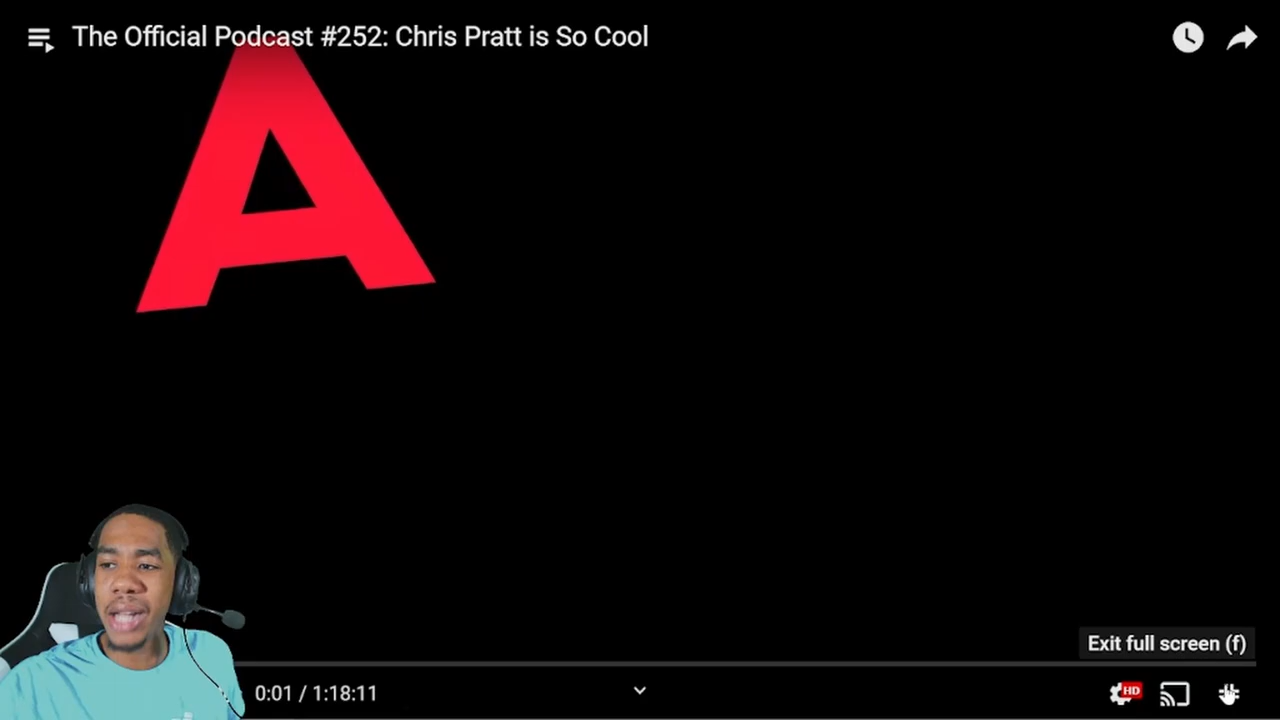 The Official Podcast #252: Chris Pratt is So Cool
A
Exit full screen (f)
0:01 / 1:18:11
HD